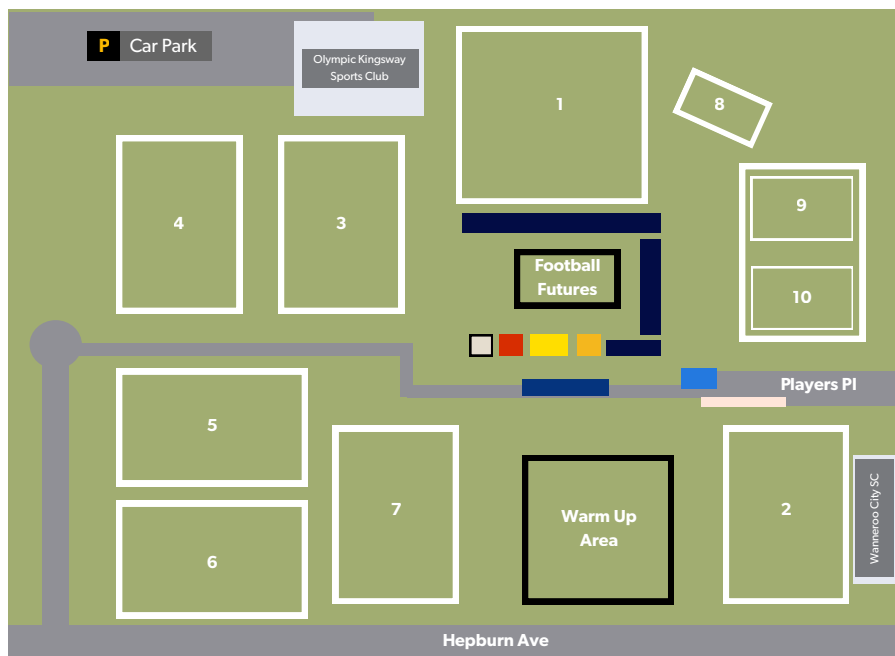 P Car Park
Olympic Kingsway
Sports Club
1
8
4
3
9
Football
Futures
10
Players Pl
5
7
Warm Up
Area
2
Wanneroo City SC
6
Hepburn Ave